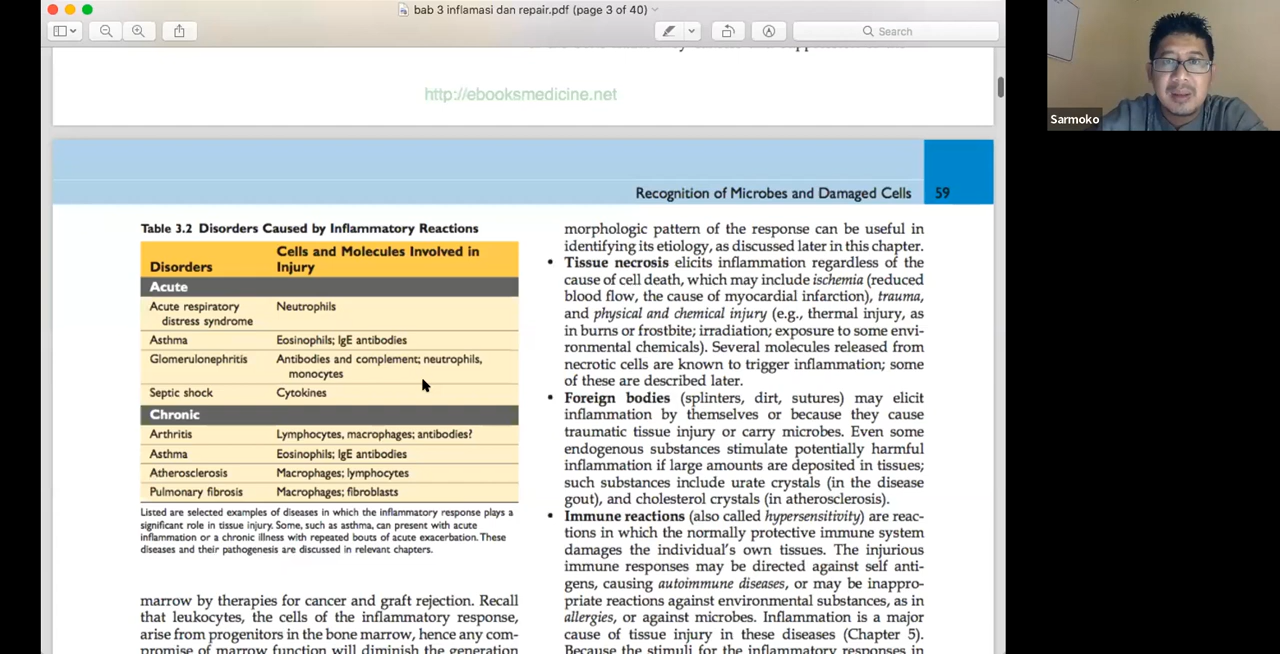 bab 3 inflamasi dan repair.pdf (page 3 of 40)
Search
http://ebooksmedicine.net
Sarmoko
Recognition of Microbes and Damaged Cells 59
Table 3.2 Disorders Caused by Inflammatory Reactions
Disorders Cells and Molecules Involved in Injury
Acute
Acute respiratory distress syndrome Neutrophils
Asthma Eosinophils; IgE antibodies
Glomerulonephritis Antibodies and complement; neutrophils, monocytes
Septic shock Cytokines
Chronic
Arthritis Lymphocytes, macrophages; antibodies?
Asthma Eosinophils; IgE antibodies
Atherosclerosis Macrophages; lymphocytes
Pulmonary fibrosis Macrophages; fibroblasts
Listed are selected examples of diseases in which the inflammatory response plays a
significant role in tissue injury. Some, such as asthma, can present with acute
inflammation or a chronic illness with repeated bouts of acute exacerbation. These
diseases and their pathogenesis are discussed in relevant chapters.
marrow by therapies for cancer and graft rejection. Recall
that leukocytes, the cells of the inflammatory response,
arise from progenitors in the bone marrow, hence any com-
promise of marrow function will diminish the generation
morphologic pattern of the response can be useful in
identifying its etiology, as discussed later in this chapter.
• Tissue necrosis elicits inflammation regardless of the
cause of cell death, which may include ischemia (reduced
blood flow, the cause of myocardial infarction), trauma,
and physical and chemical injury (e.g., thermal injury, as
in burns or frostbite; irradiation; exposure to some envi-
ronmental chemicals). Several molecules released from
necrotic cells are known to trigger inflammation; some
of these are described later.
• Foreign bodies (splinters, dirt, sutures) may elicit
inflammation by themselves or because they cause
traumatic tissue injury or carry microbes. Even some
endogenous substances stimulate potentially harmful
inflammation if large amounts are deposited in tissues;
such substances include urate crystals (in the disease
gout), and cholesterol crystals (in atherosclerosis).
• Immune reactions (also called hypersensitivity) are reac-
tions in which the normally protective immune system
damages the individual's own tissues. The injurious
immune responses may be directed against self anti-
gens, causing autoimmune diseases, or may be inappro-
priate reactions against environmental substances, as in
allergies, or against microbes. Inflammation is a major
cause of tissue injury in these diseases (Chapter 5).
Because the stimuli for the inflammatory responses in